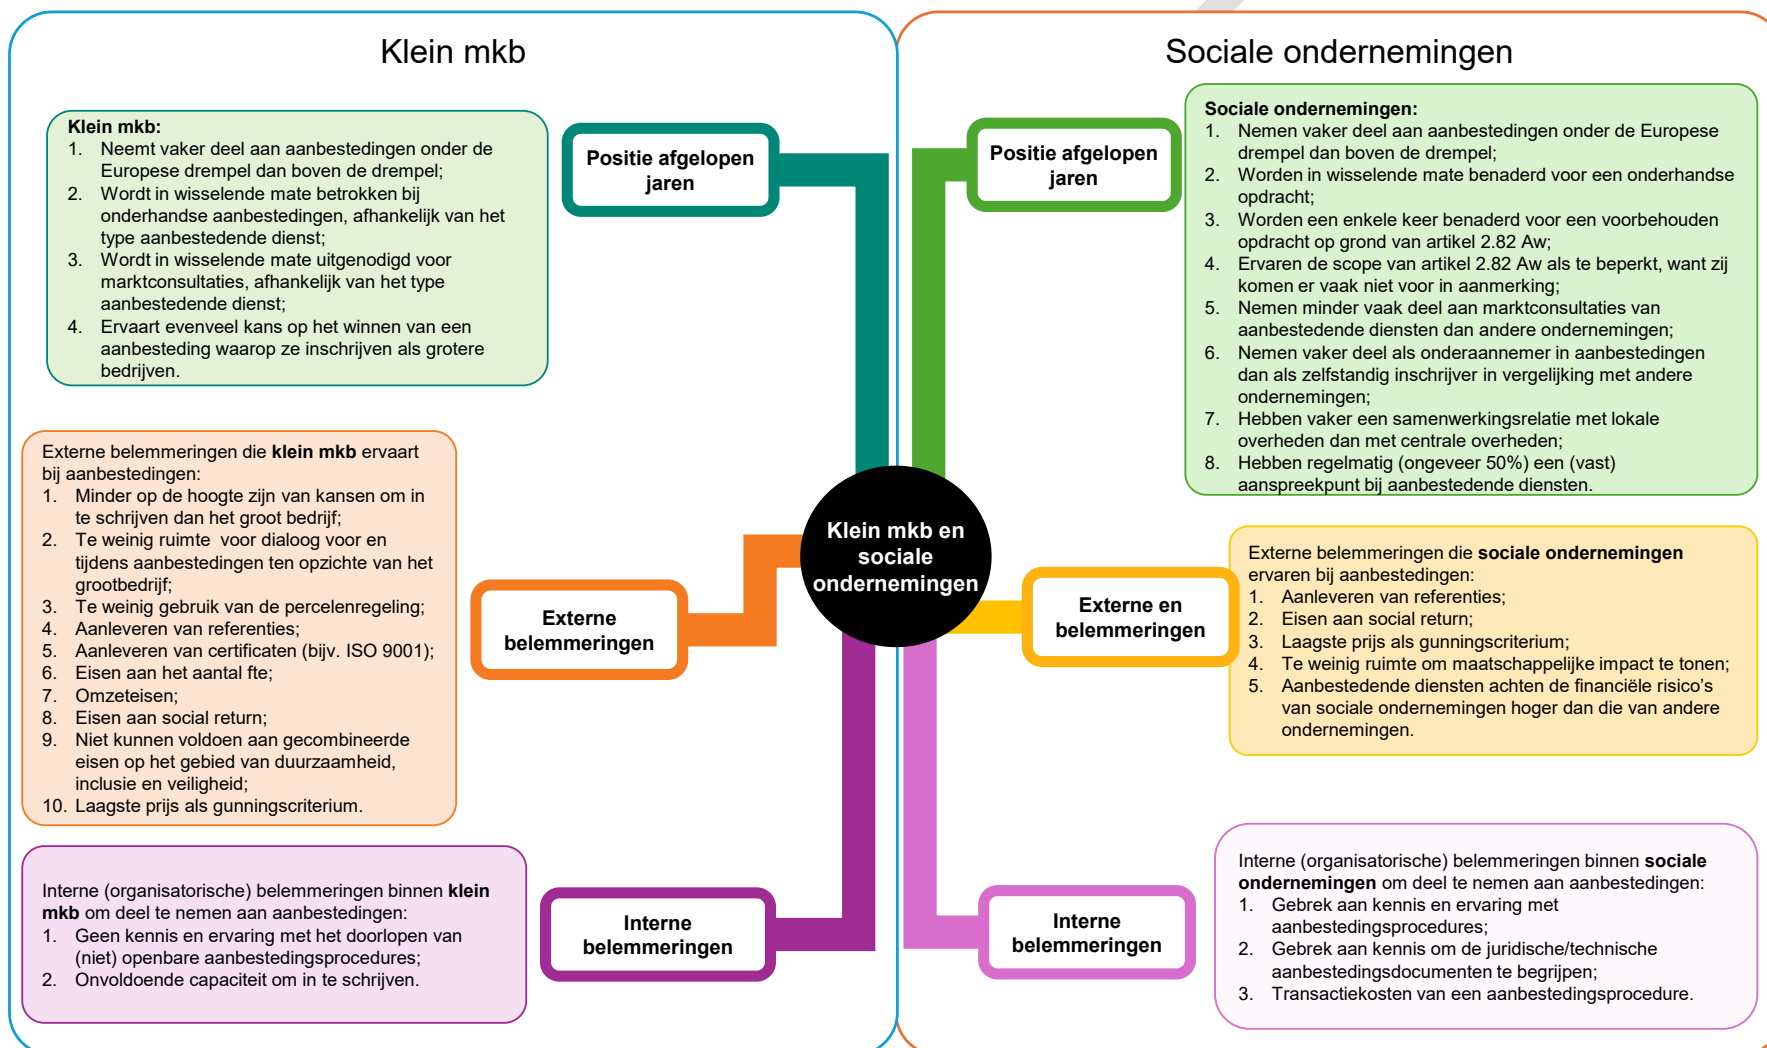 Klein mkb
Klein mkb:
1. Neemt vaker deel aan aanbestedingen onder de
Europese drempel dan boven de drempel;
2. Wordt in wisselende mate betrokken bij
onderhandse aanbestedingen, afhankelijk van het
type aanbestedende dienst;
3. Wordt in wisselende mate uitgenodigd voor
marktconsultaties, afhankelijk van het type
aanbestedende dienst;
4. Ervaart evenveel kans op het winnen van een
aanbesteding waarop ze inschrijven als grotere
bedrijven.
Positie afgelopen
jaren
Externe belemmeringen die klein mkb ervaart
bij aanbestedingen:
1. Minder op de hoogte zijn van kansen om in
te schrijven dan het groot bedrijf;
2. Te weinig ruimte voor dialoog voor en
tijdens aanbestedingen ten opzichte van het
grootbedrijf;
3. Te weinig gebruik van de percelenregeling;
4. Aanleveren van referenties;
5. Aanleveren van certificaten (bijv. ISO 9001);
6. Eisen aan het aantal fte;
7. Omzeteisen;
8. Eisen aan social return;
9. Niet kunnen voldoen aan gecombineerde
eisen op het gebied van duurzaamheid,
inclusie en veiligheid;
10. Laagste prijs als gunningscriterium.
Externe
belemmeringen
Interne (organisatorische) belemmeringen binnen klein
mkb om deel te nemen aan aanbestedingen:
1. Geen kennis en ervaring met het doorlopen van
(niet) openbare aanbestedingsprocedures;
2. Onvoldoende capaciteit om in te schrijven.
Interne
belemmeringen
Klein mkb en
sociale
ondernemingen
Sociale ondernemingen
Positie afgelopen
jaren
Sociale ondernemingen:
1. Nemen vaker deel aan aanbestedingen onder de Europese
drempel dan boven de drempel;
2. Worden in wisselende mate benaderd voor een onderhandse
opdracht;
3. Worden een enkele keer benaderd voor een voorbehouden
opdracht op grond van artikel 2.82 Aw;
4. Ervaren de scope van artikel 2.82 Aw als te beperkt, want zij
komen er vaak niet voor in aanmerking;
5. Nemen minder vaak deel aan marktconsultaties van
aanbestedende diensten dan andere ondernemingen;
6. Nemen vaker deel als onderaannemer in aanbestedingen
dan als zelfstandig inschrijver in vergelijking met andere
ondernemingen;
7. Hebben vaker een samenwerkingsrelatie met lokale
overheden dan met centrale overheden;
8. Hebben regelmatig (ongeveer 50%) een (vast)
aanspreekpunt bij aanbestedende diensten.
Externe en
belemmeringen
Externe belemmeringen die sociale ondernemingen
ervaren bij aanbestedingen:
1. Aanleveren van referenties;
2. Eisen aan social return;
3. Laagste prijs als gunningscriterium;
4. Te weinig ruimte om maatschappelijke impact te tonen;
5. Aanbestedende diensten achten de financiële risico's
van sociale ondernemingen hoger dan die van andere
ondernemingen.
Interne
belemmeringen
Interne (organisatorische) belemmeringen binnen sociale
ondernemingen om deel te nemen aan aanbestedingen:
1. Gebrek aan kennis en ervaring met
aanbestedingsprocedures;
2. Gebrek aan kennis om de juridische/technische
aanbestedingsdocumenten te begrijpen;
3. Transactiekosten van een aanbestedingsprocedure.